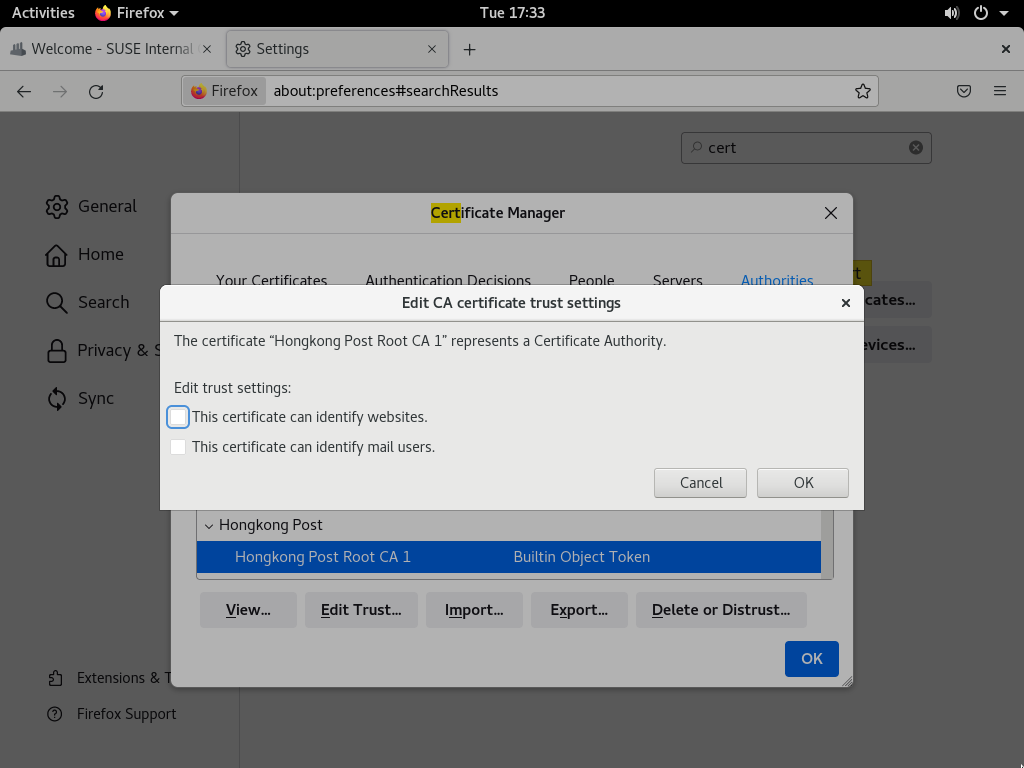 Activities Firefox Tue 17:33
Welcome - SUSE Internal Settings
Firefox about:preferences#searchResults
cert
General
Home
Search
Privacy & S
Sync
Extensions & T
Firefox Support
Certificate Manager
Your Certificates Authentication Decisions People Servers Authorities
Edit CA certificate trust settings
The certificate “Hongkong Post Root CA 1” represents a Certificate Authority.
Edit trust settings:
This certificate can identify websites.
This certificate can identify mail users.
Cancel OK
Hongkong Post
Hongkong Post Root CA 1 Builtin Object Token
View... Edit Trust... Import... Export... Delete or Distrust...
OK